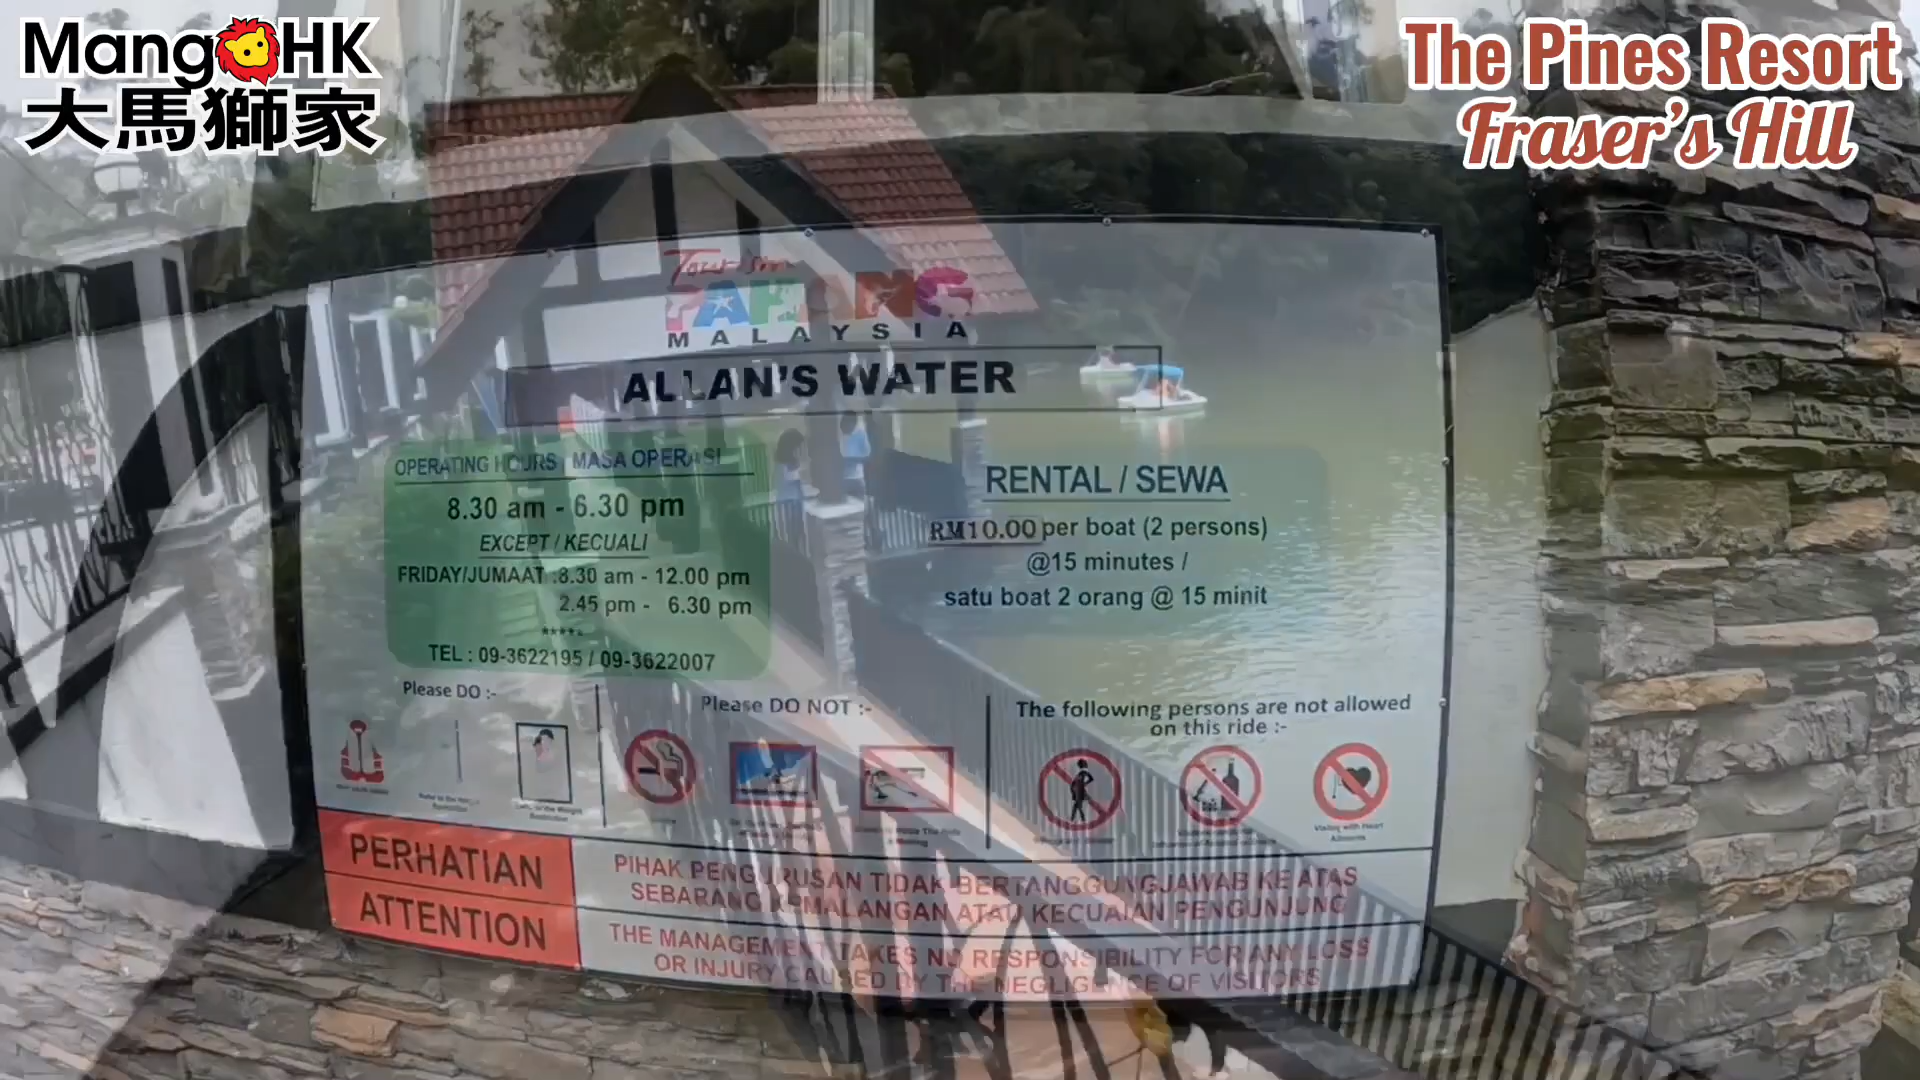 MangoHK
大馬獅家
The Pines Resort
Fraser's Hill
Tourism
PAHANG
MALAYSIA
ALLAN'S WATER
OPERATING HOURS / MASA OPERASI
8.30 am - 6.30 pm
EXCEPT / KECUALI
FRIDAY/JUMAAT :8.30 am - 12.00 pm
2.45 pm - 6.30 pm
*****
TEL : 09-3622195 / 09-3622007
RENTAL / SEWA
RM10.00 per boat (2 persons)
@15 minutes /
satu boat 2 orang @ 15 minit
Please DO :-
Please DO NOT :-
The following persons are not allowed
on this ride :-
Visitors with Heart
Ailments
PERHATIAN
PIHAK PENGURUSAN TIDAK BERTANGGUNGJAWAB KE ATAS
SEBARANG KEMALANGAN ATAU KECUAIAN PENGUNJUNG
ATTENTION
THE MANAGEMENT TAKES NO RESPONSIBILITY FOR ANY LOSS
OR INJURY CAUSED BY THE NEGLIGENCE OF VISITORS